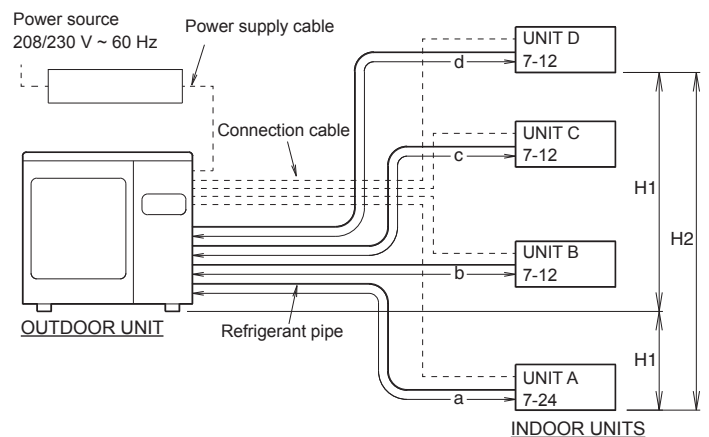 Power source
208/230 V ~ 60 Hz
Power supply cable
UNIT D
7-12
d
Connection cable
UNIT C
7-12
c
H1
H2
UNIT B
7-12
b
OUTDOOR UNIT
Refrigerant pipe
H1
UNIT A
7-24
a
INDOOR UNITS